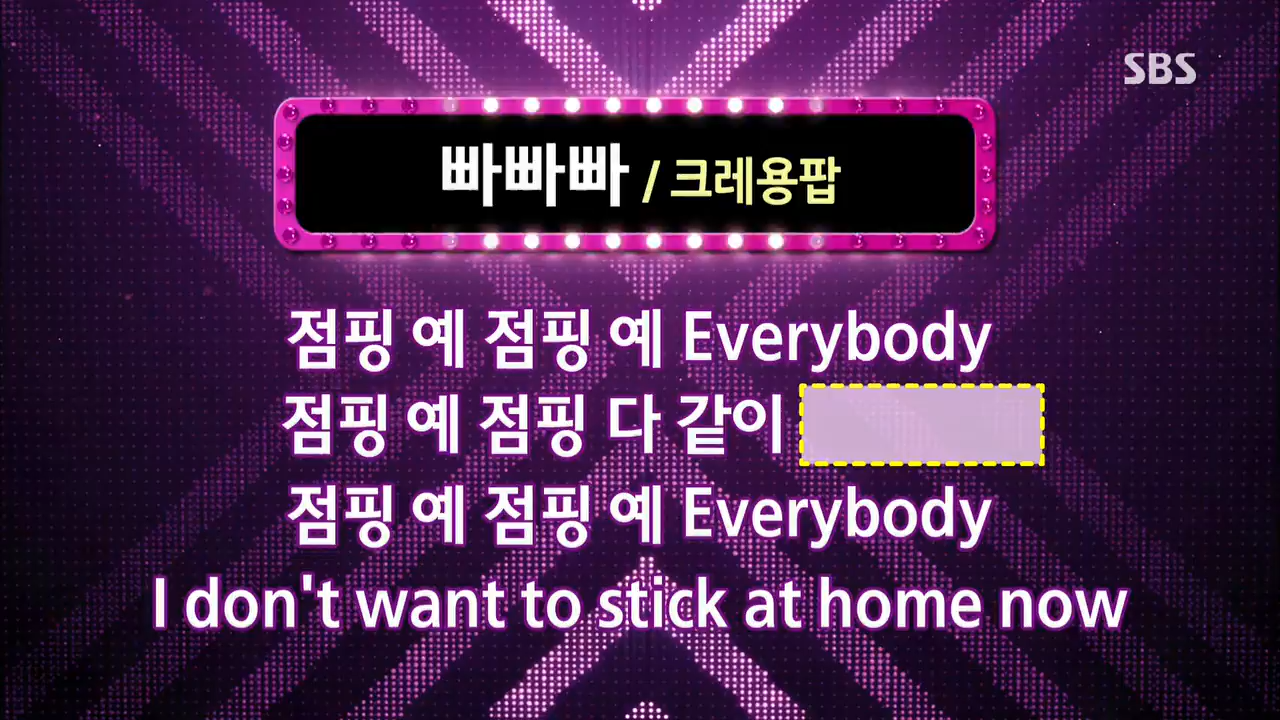 SBS
빠빠빠 / 크레용팝
점핑 예 점핑 예 Everybody
점핑 예 점핑 다 같이
점핑 예 점핑 예 Everybody
I don't want to stick at home now